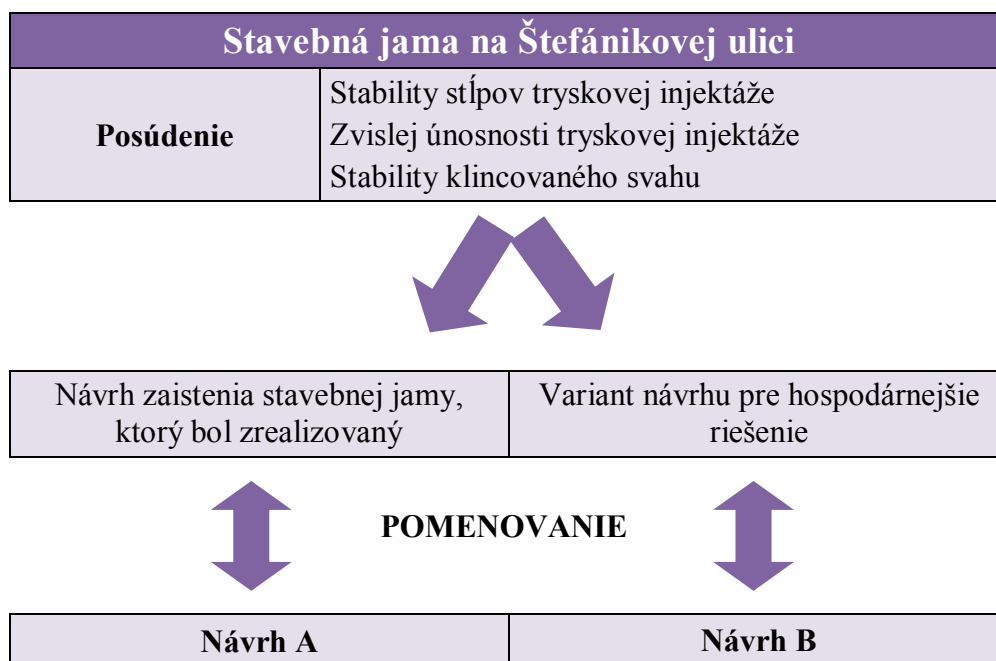 Stavebná jama na Štefánikovej ulici
Posúdenie
Stability stĺpov tryskovej injektáže
Zvislej únosnosti tryskovej injektáže
Stability klincovaného svahu
Návrh zaistenia stavebnej jamy,
ktorý bol zrealizovaný
Variant návrhu pre hospodárnejšie
riešenie
POMENOVANIE
Návrh A
Návrh B